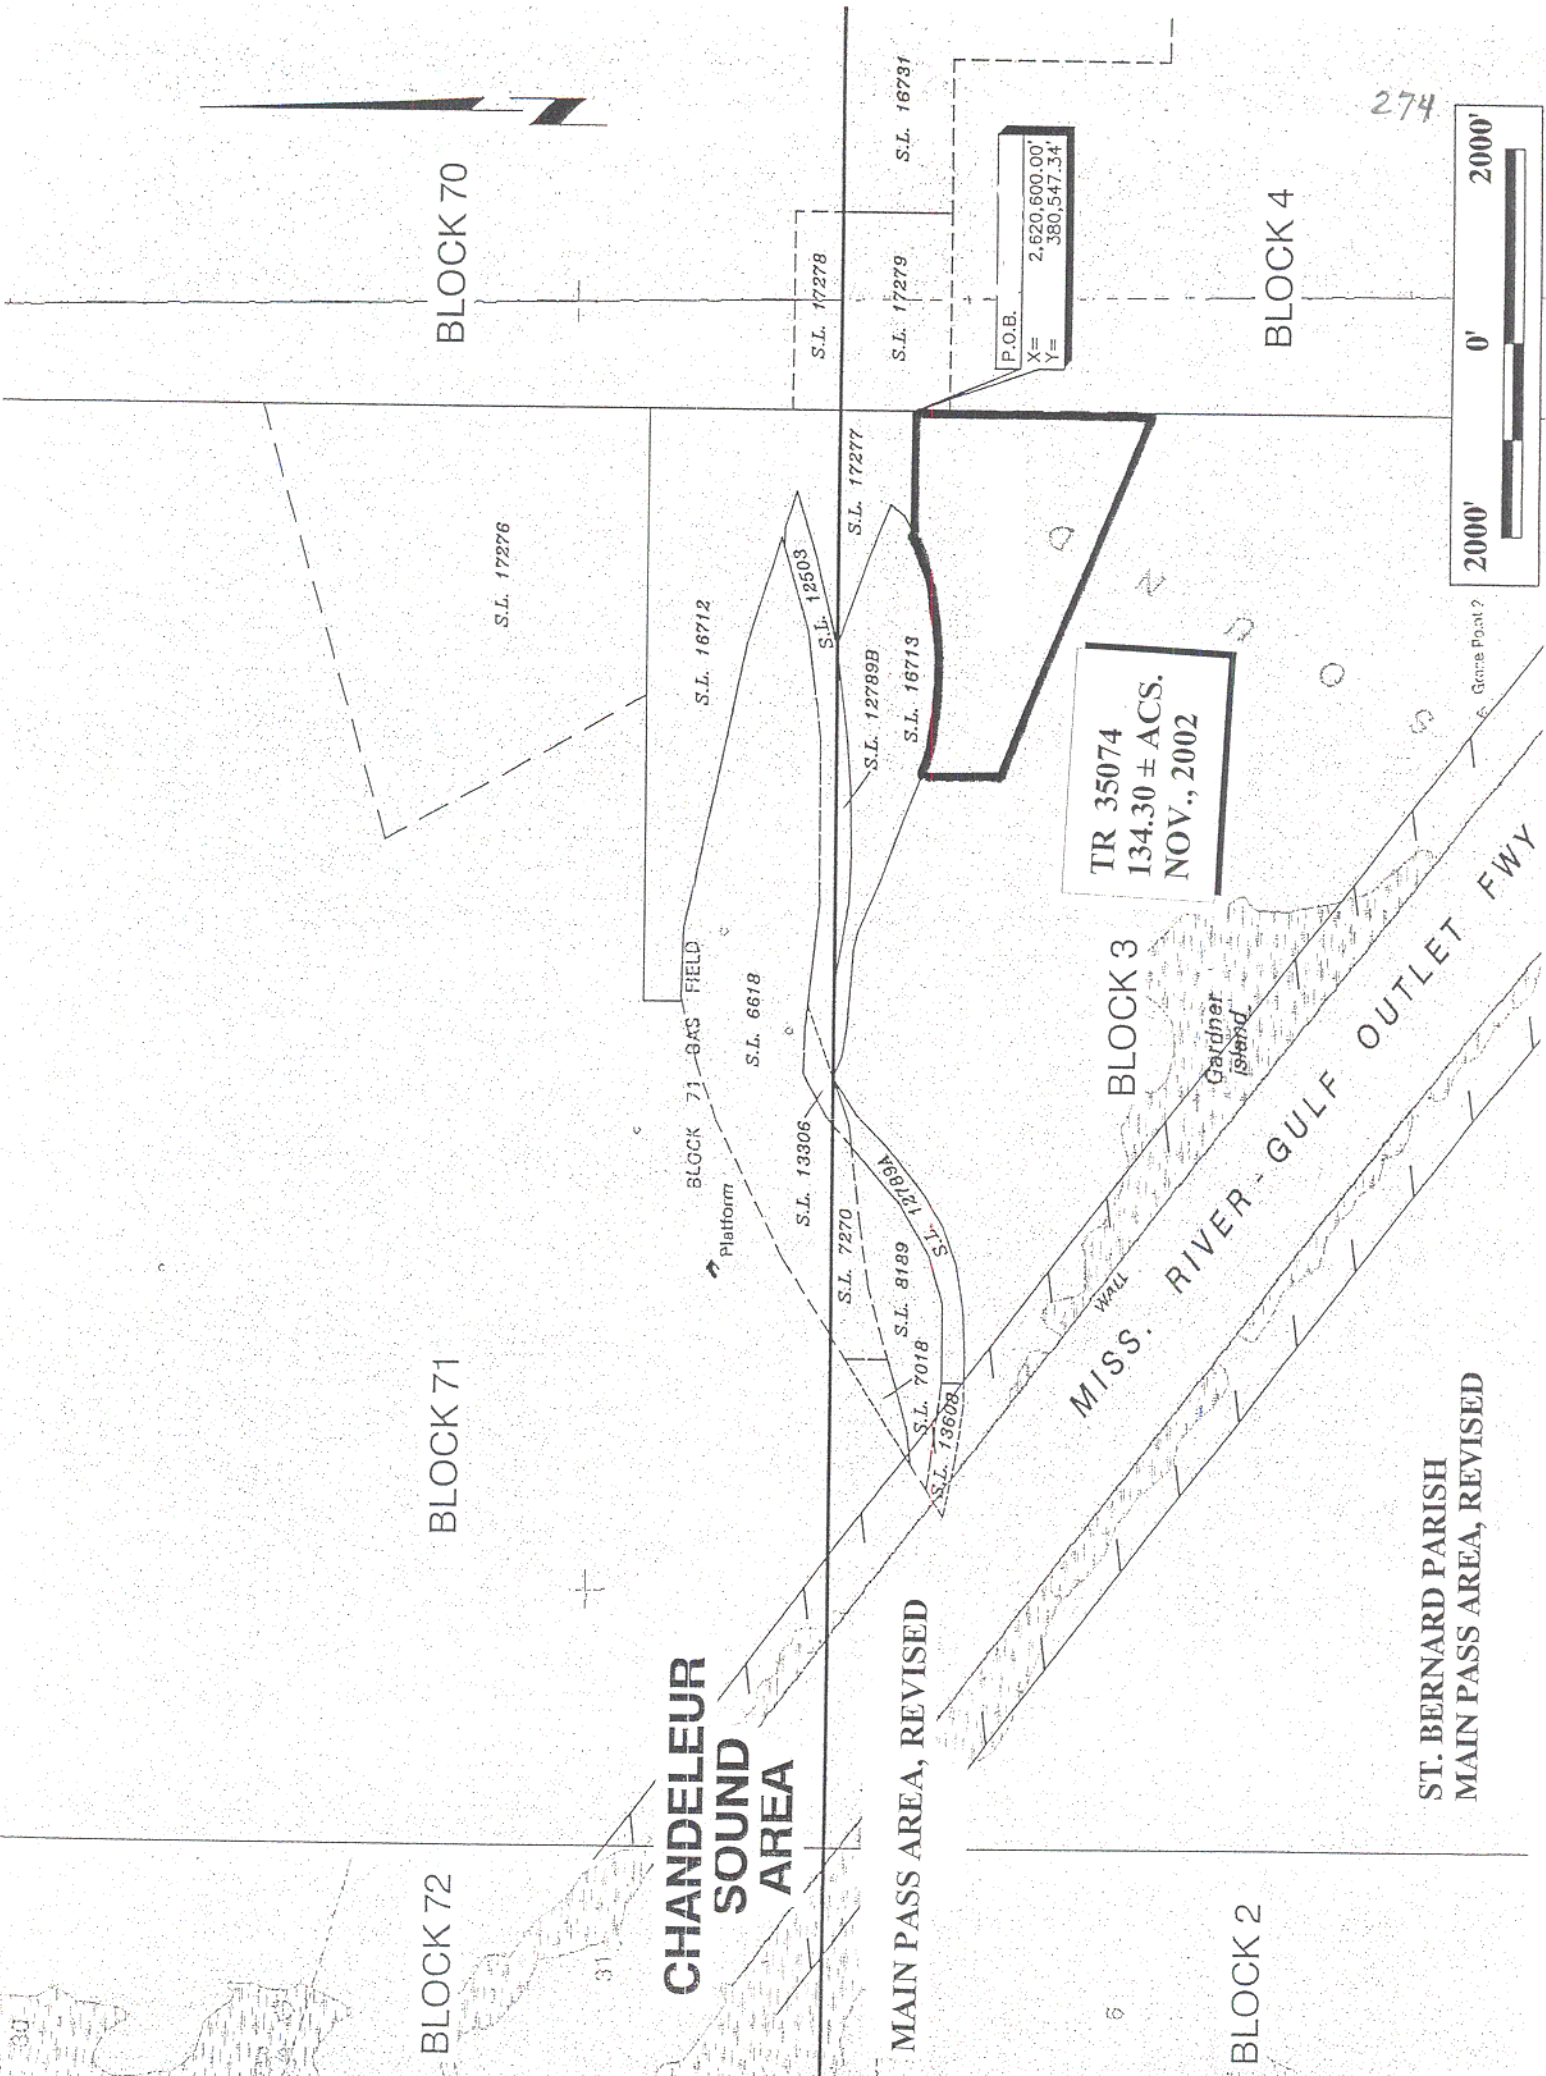 BLOCK 72
31
30
BLOCK 71
BLOCK 70
S.L. 17276
S.L. 16712
BLOCK 71 GAS FIELD
Platform
S.L. 6618
S.L. 13306
S.L. 12503
S.L. 17278
CHANDELEUR
SOUND
AREA
MAIN PASS AREA, REVISED
S.L. 7270
S.L. 8189
S.L. 7018
S.L. 13608
S.L. 12789A
S.L. 12789B
S.L. 16713
S.L. 17277
S.L. 17279
S.L. 16731
P.O.B.
X= 2,620,600.00'
Y= 380,547.34'
TR 35074
134.30 ± ACS.
NOV., 2002
BLOCK 3
Gardner
Island
WALL
MISS. RIVER - GULF OUTLET FWY
S O U N D
BLOCK 4
BLOCK 2
6
ST. BERNARD PARISH
MAIN PASS AREA, REVISED
2000' 0' 2000'
274